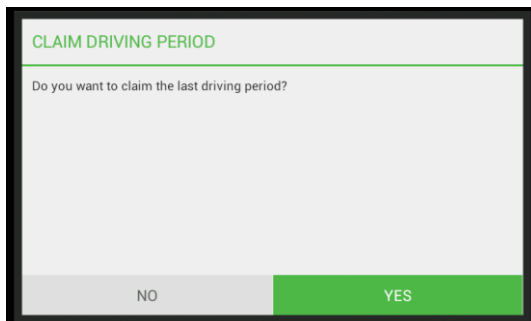 CLAIM DRIVING PERIOD
Do you want to claim the last driving period?
NO
YES